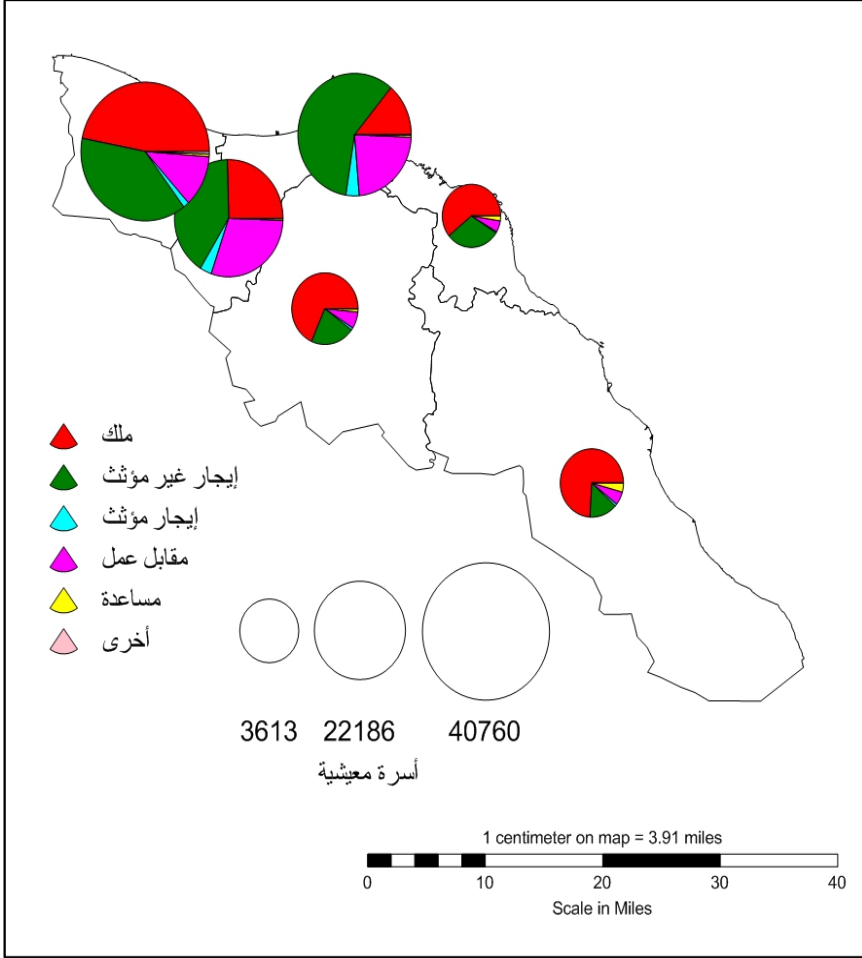 ملك
إيجار غير مؤثث
إيجار مؤثث
مقابل عمل
مساعدة
أخرى
3613 22186 40760
أسرة معيشية
1 centimeter on map = 3.91 miles
0 10 20 30 40
Scale in Miles